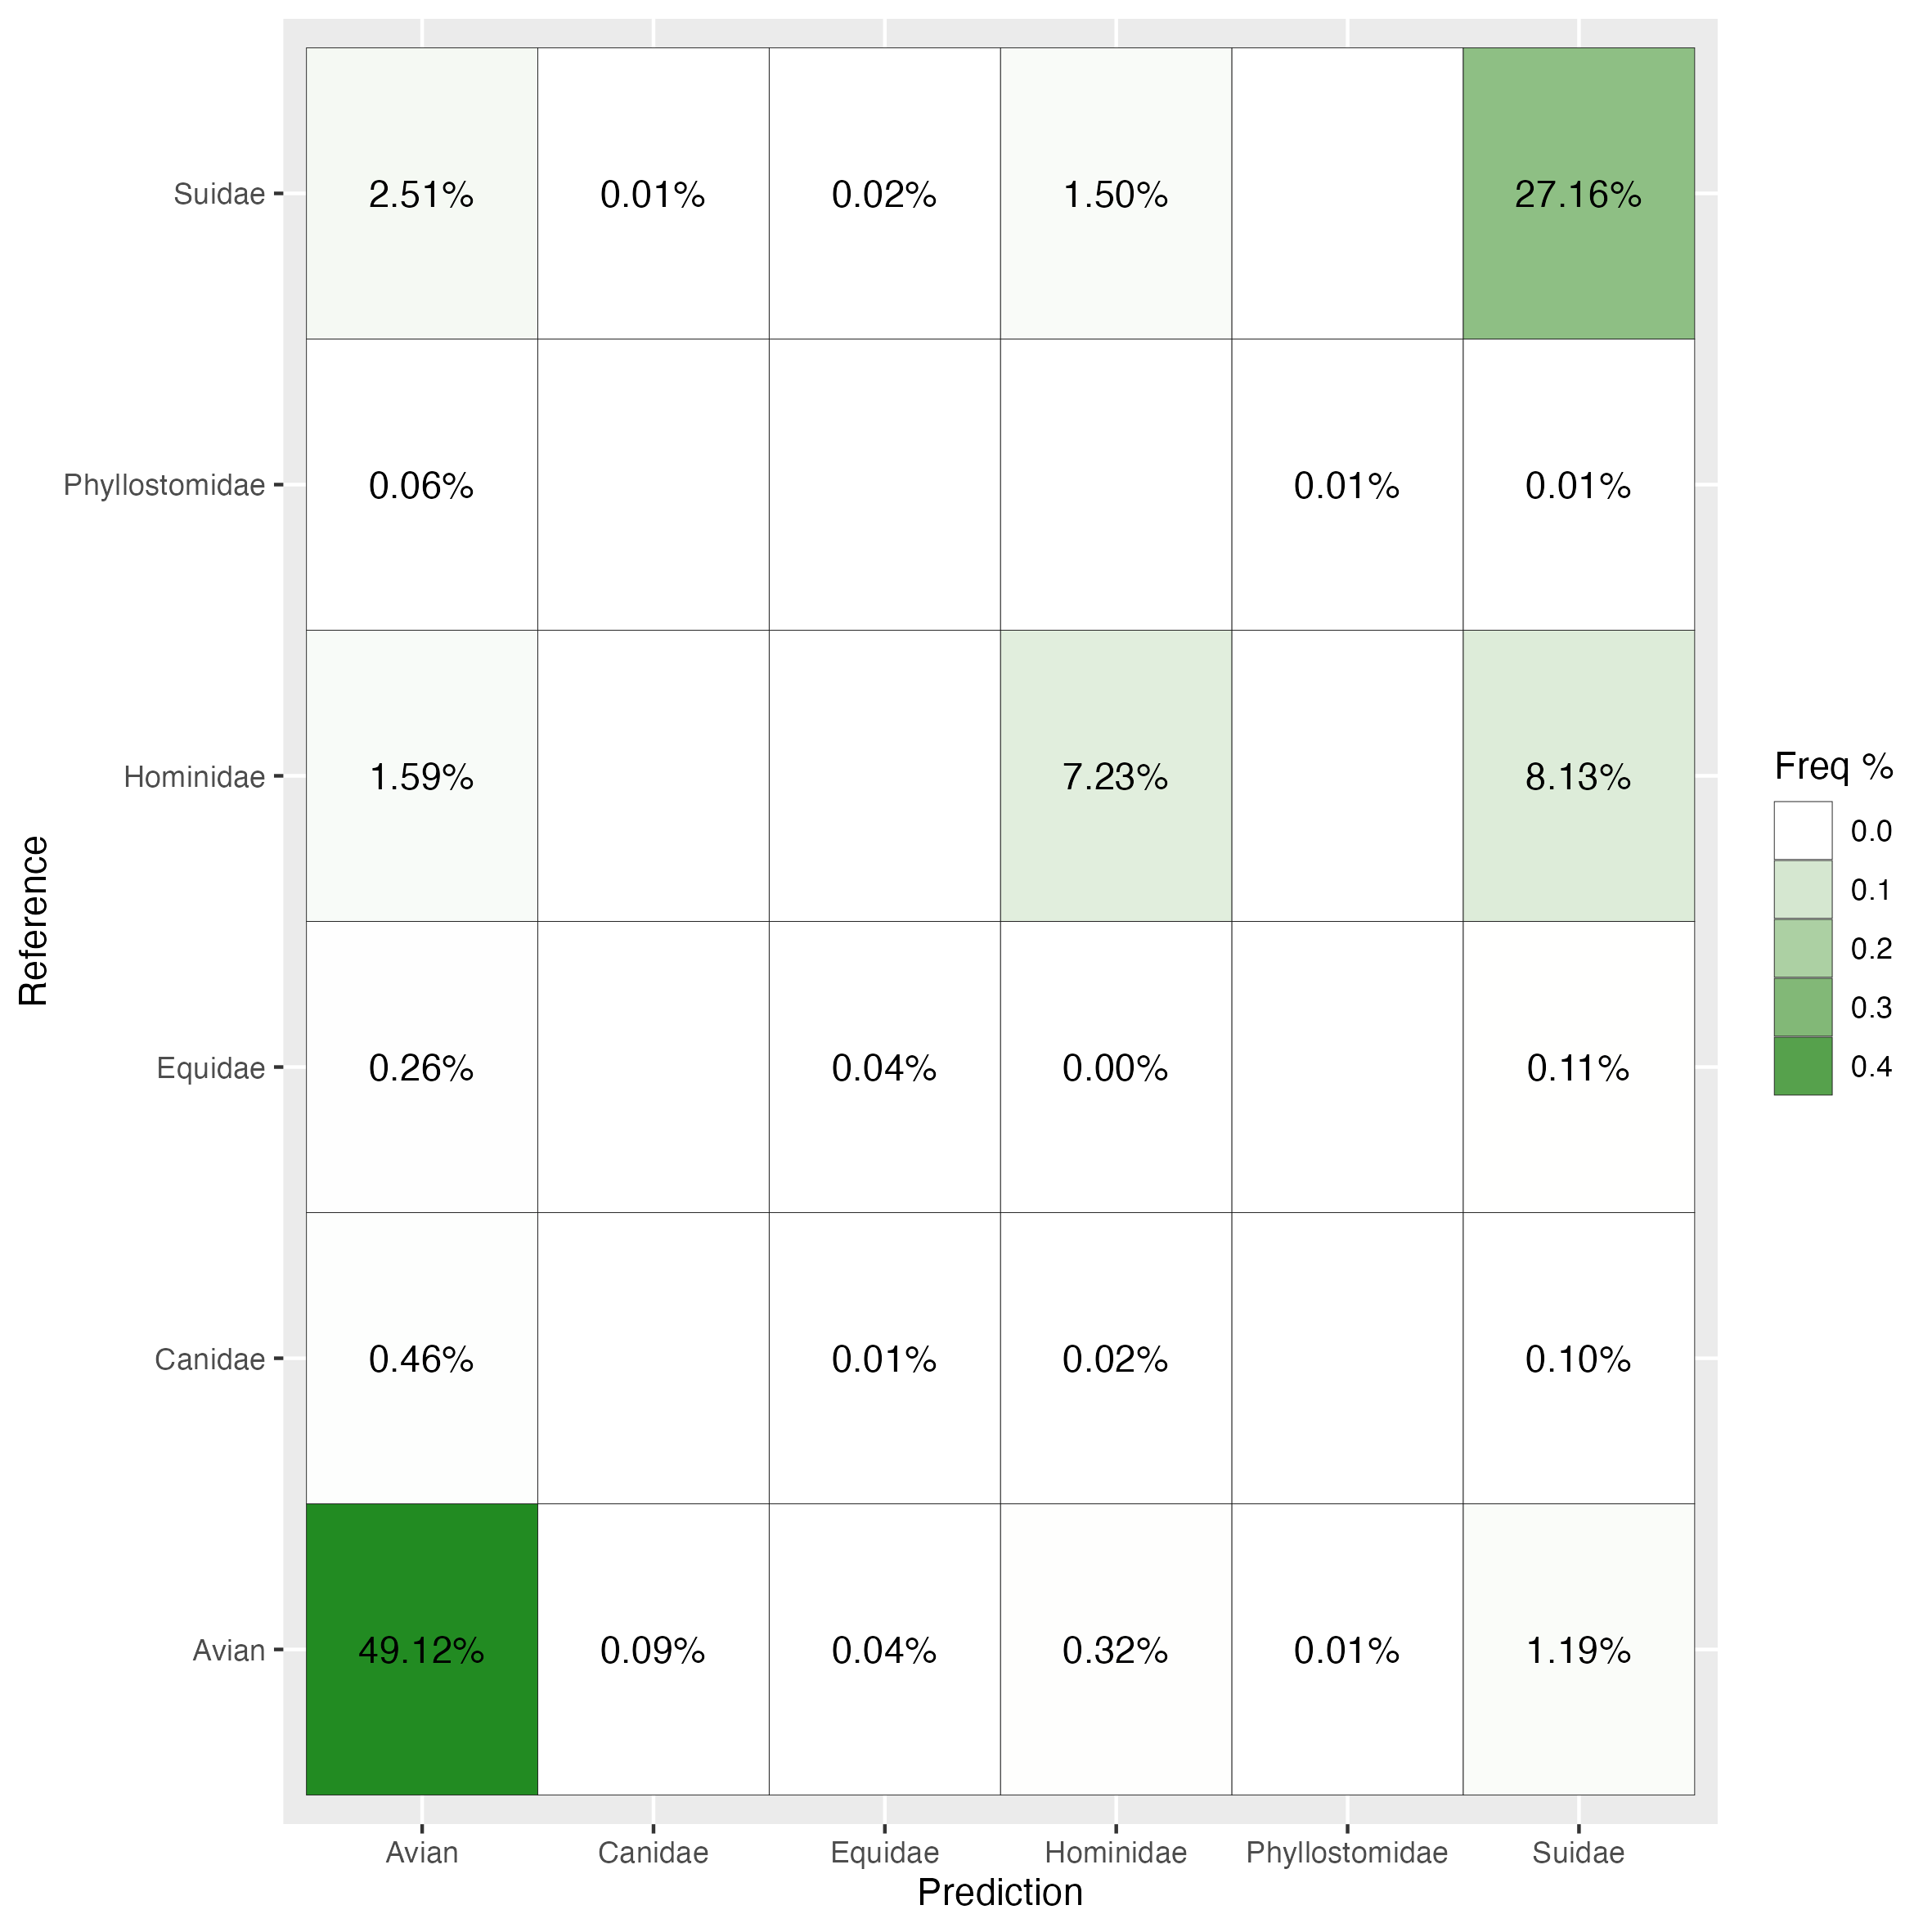 Suidae 2.51% 0.01% 0.02% 1.50% 27.16%
Phyllostomidae 0.06% 0.01% 0.01%
Hominidae 1.59% 7.23% 8.13%
Equidae 0.26% 0.04% 0.00% 0.11%
Canidae 0.46% 0.01% 0.02% 0.10%
Avian 49.12% 0.09% 0.04% 0.32% 0.01% 1.19%
Avian Canidae Equidae Hominidae Phyllostomidae Suidae
Prediction
Reference
Freq %
0.0
0.1
0.2
0.3
0.4